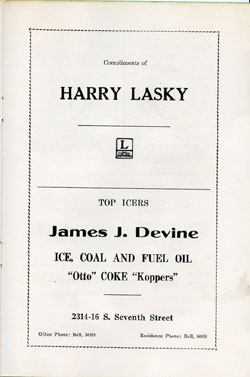 Compliments of
HARRY LASKY
L
TOP ICERS
James J. Devine
ICE, COAL AND FUEL OIL
"Otto" COKE "Koppers"
2314-16 S. Seventh Street
Office Phone: Bell, Residence Phone: Bell,